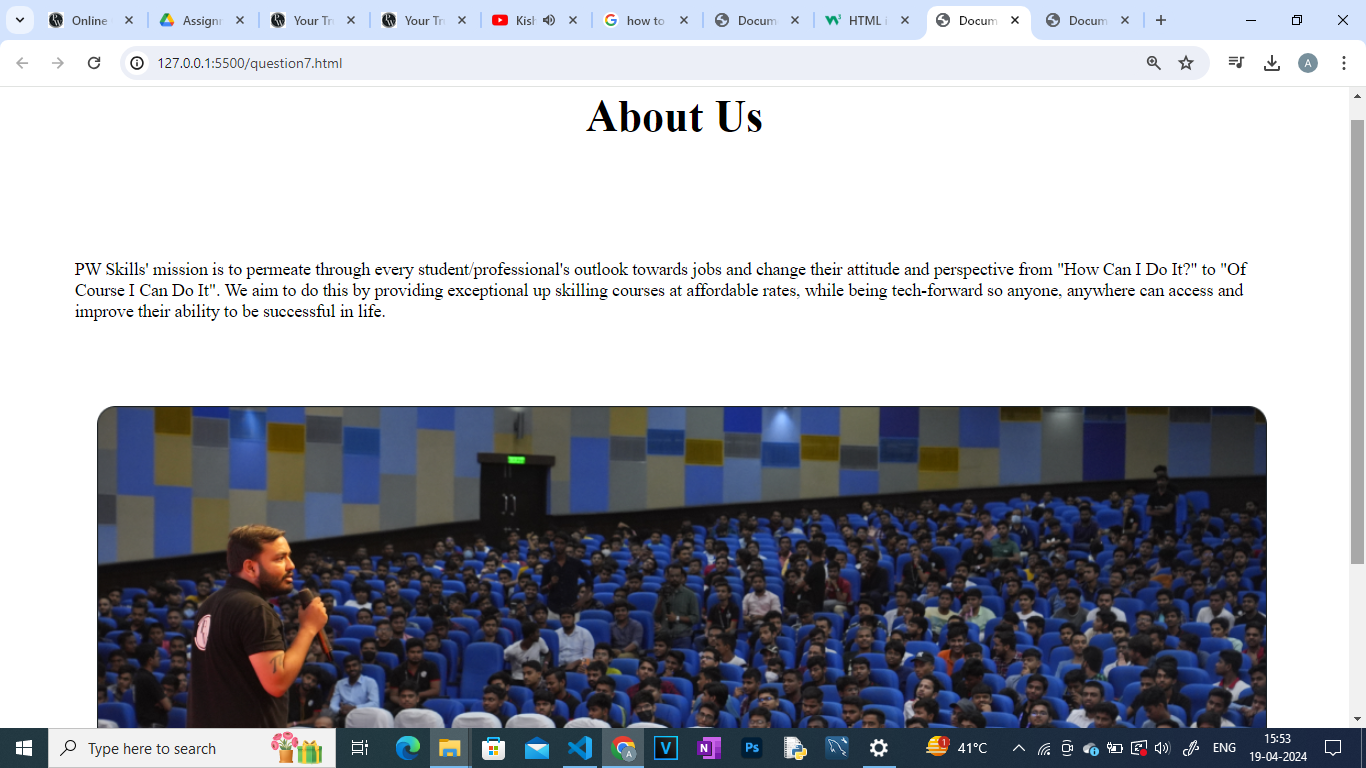 Online
Assignn
Your Tr
Your Tr
Kish
how to
Docum
HTML i
Docum
Docum
127.0.0.1:5500/question7.html
A
About Us
PW Skills' mission is to permeate through every student/professional's outlook towards jobs and change their attitude and perspective from "How Can I Do It?" to "Of
Course I Can Do It". We aim to do this by providing exceptional up skilling courses at affordable rates, while being tech-forward so anyone, anywhere can access and
improve their ability to be successful in life.
Type here to search
V
N
Ps
A
1
41°C
ENG
15:53
19-04-2024